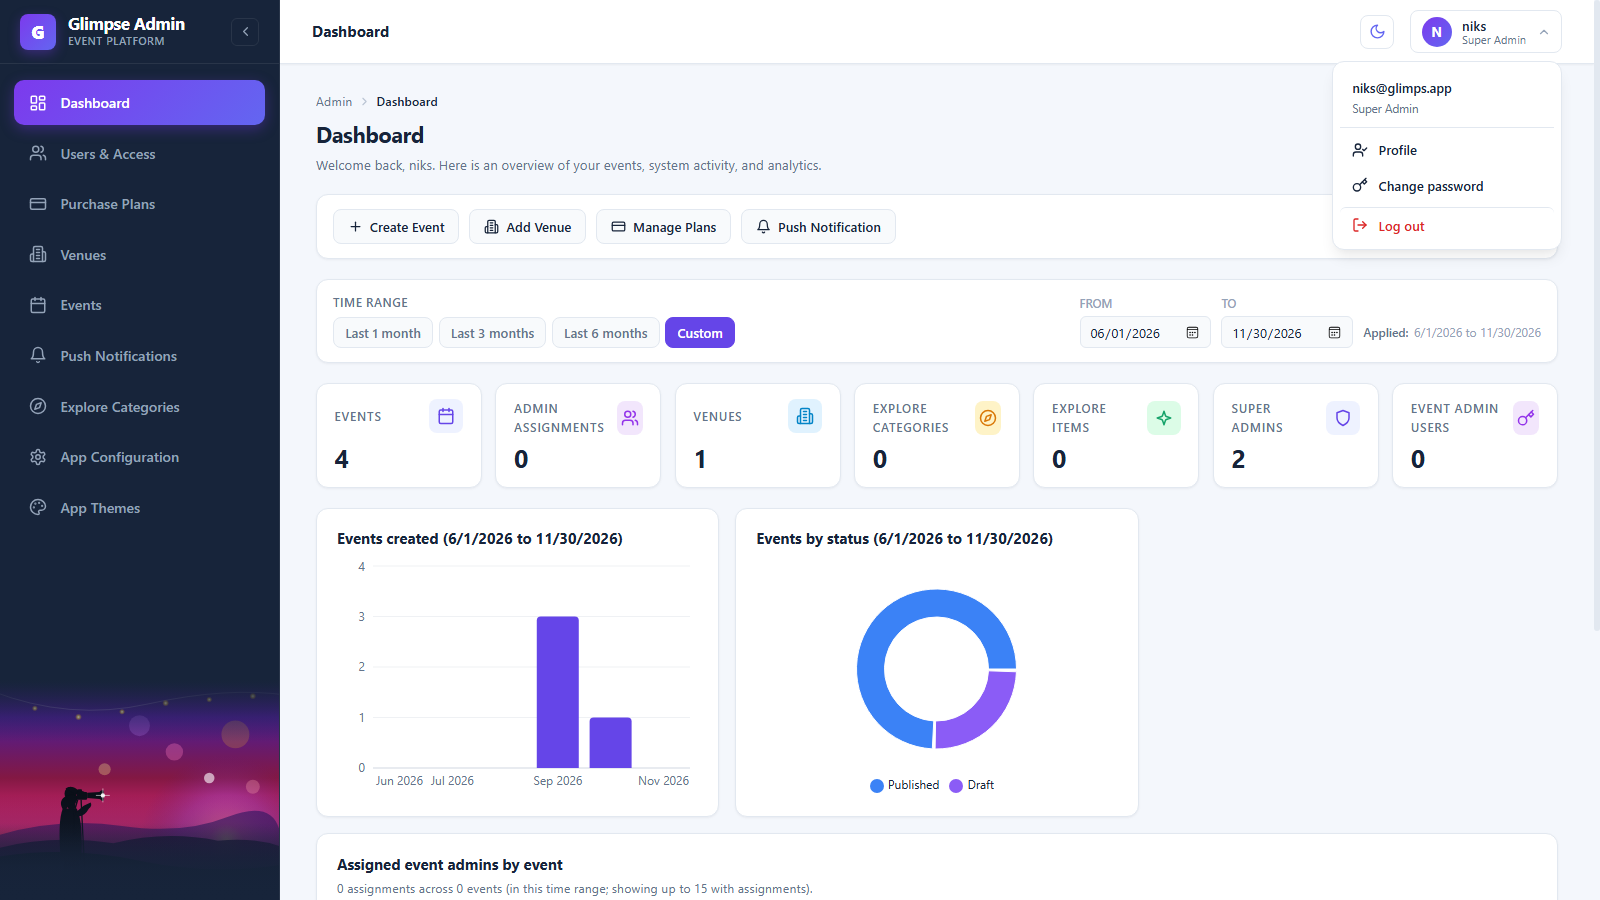 G
Glimpse Admin
EVENT PLATFORM
Dashboard
Users & Access
Purchase Plans
Venues
Events
Push Notifications
Explore Categories
App Configuration
App Themes
Dashboard
N
niks
Super Admin
niks@glimps.app
Super Admin
Profile
Change password
Log out
Admin > Dashboard
Dashboard
Welcome back, niks. Here is an overview of your events, system activity, and analytics.
Create Event
Add Venue
Manage Plans
Push Notification
TIME RANGE
Last 1 month
Last 3 months
Last 6 months
Custom
FROM
06/01/2026
TO
11/30/2026
Applied: 6/1/2026 to 11/30/2026
EVENTS
4
ADMIN
ASSIGNMENTS
0
VENUES
1
EXPLORE
CATEGORIES
0
EXPLORE
ITEMS
0
SUPER
ADMINS
2
EVENT ADMIN
USERS
0
Events created (6/1/2026 to 11/30/2026)
4
3
2
1
0
Jun 2026 Jul 2026 Sep 2026 Nov 2026
Events by status (6/1/2026 to 11/30/2026)
Published Draft
Assigned event admins by event
0 assignments across 0 events (in this time range; showing up to 15 with assignments).